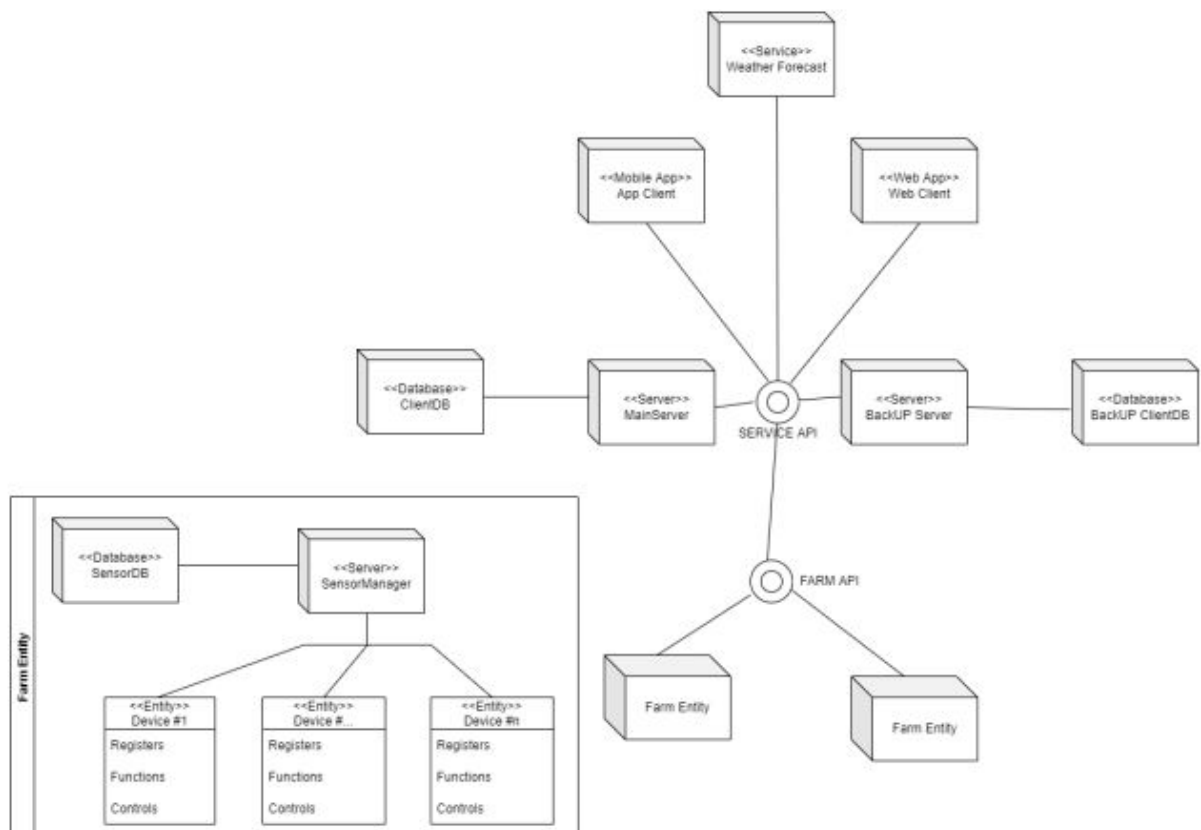 <<Service>>
Weather Forecast
<<Mobile App>>
App Client
<<Web App>>
Web Client
<<Database>>
ClientDB
<<Server>>
MainServer
SERVICE API
<<Server>>
BackUP Server
<<Database>>
BackUP ClientDB
Farm Entity
<<Database>>
SensorDB
<<Server>>
SensorManager
<<Entity>>
Device #1
Registers
Functions
Controls
<<Entity>>
Device #...
Registers
Functions
Controls
<<Entity>>
Device #n
Registers
Functions
Controls
FARM API
Farm Entity
Farm Entity